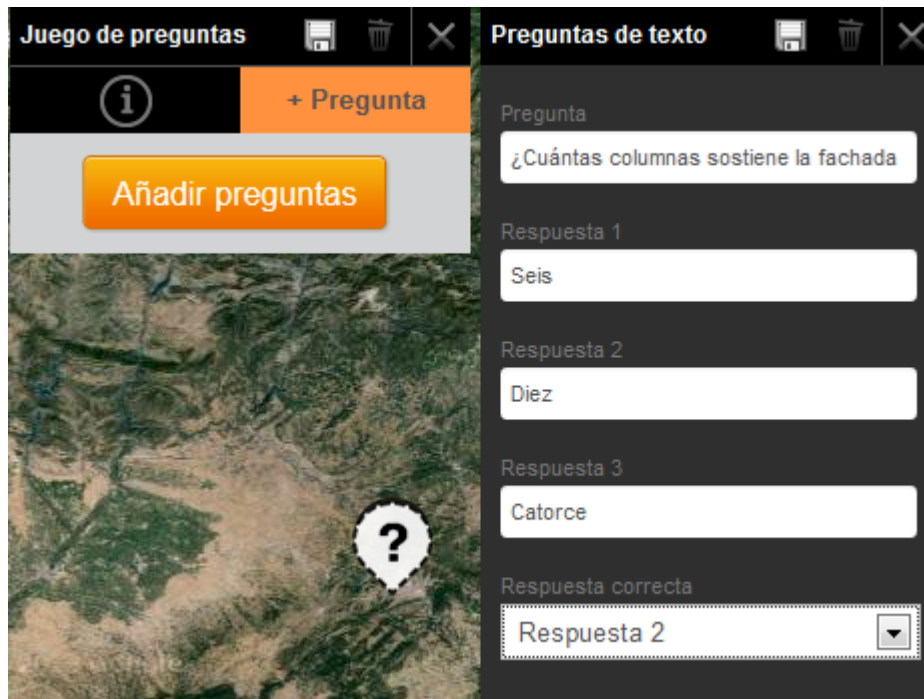 Juego de preguntas
+ Pregunta
Añadir preguntas
?
Preguntas de texto
Pregunta
¿Cuántas columnas sostiene la fachada
Respuesta 1
Seis
Respuesta 2
Diez
Respuesta 3
Catorce
Respuesta correcta
Respuesta 2